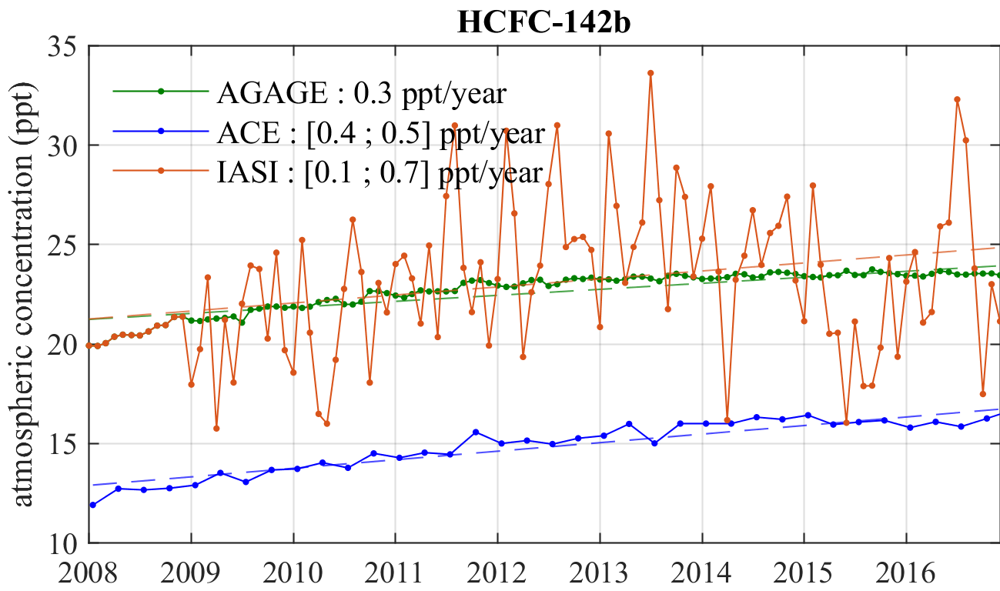 HCFC-142b
35
30
25
20
15
10
atmospheric concentration (ppt)
AGAGE : 0.3 ppt/year
ACE : [0.4 ; 0.5] ppt/year
IASI : [0.1 ; 0.7] ppt/year
2008 2009 2010 2011 2012 2013 2014 2015 2016